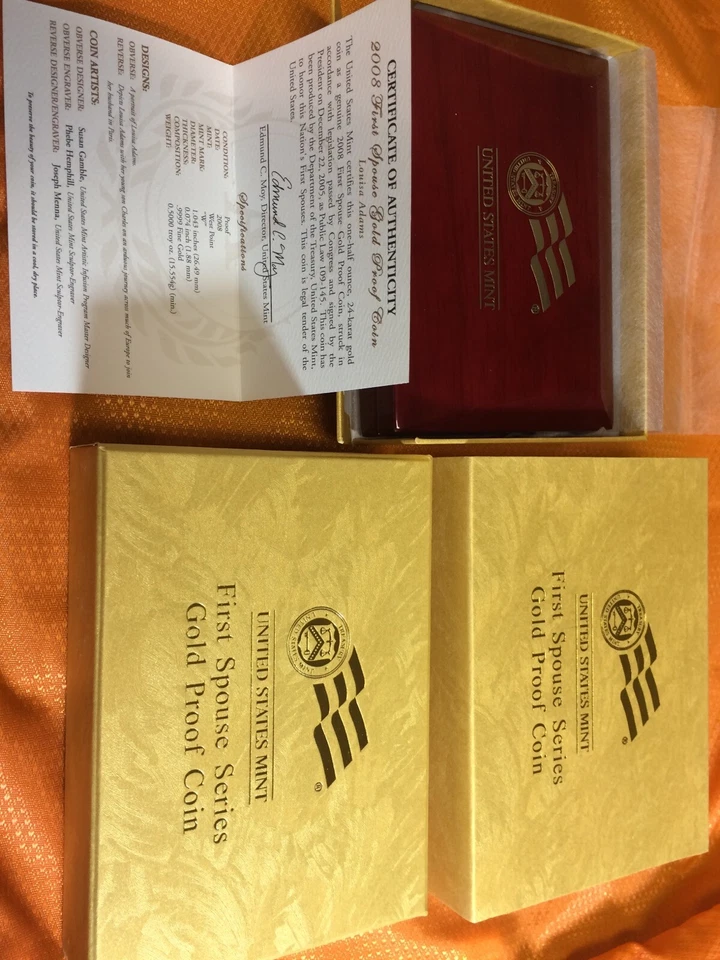 CERTIFICATE OF AUTHENTICITY
2008 First Spouse Gold Proof Coin
Louisa Adams
The United States Mint certifies this one-half ounce, 24-karat gold
coin as a genuine 2008 First Spouse Gold Proof Coin, struck in
accordance with legislation passed by Congress and signed by the
President on December 22, 2005, as Public Law 109-145. This coin has
been produced by the Department of the Treasury, United States Mint,
to honor this Nation's First Spouses. This coin is legal tender of the
United States.
Edmund C. Moy
Edmund C. Moy, Director, United States Mint
Specifications
CONDITION: Proof
DATE: 2008
MINT: West Point
MINT MARK: "W"
DIAMETER: 1.043 inches (26.49 mm)
THICKNESS: 0.074 inch (1.88 mm)
COMPOSITION: .9999 Fine Gold
WEIGHT: 0.5000 troy oz. (15.554g) (min.)
DESIGNS:
OBVERSE: A portrait of Louisa Adams.
REVERSE: Depicts Louisa Adams with her young son Charles on an arduous journey across much of Europe to join
her husband in Paris.
COIN ARTISTS:
OBVERSE DESIGNER: Susan Gamble, United States Mint Artistic Infusion Program Master Designer
OBVERSE ENGRAVER: Phebe Hemphill, United States Mint Sculptor-Engraver
REVERSE DESIGNER/ENGRAVER: Joseph Menna, United States Mint Sculptor-Engraver
To preserve the beauty of your coin, it should be stored in a cool, dry place.
UNITED STATES MINT
®
UNITED STATES MINT
®
First Spouse Series
Gold Proof Coin
UNITED STATES MINT
®
First Spouse Series
Gold Proof Coin